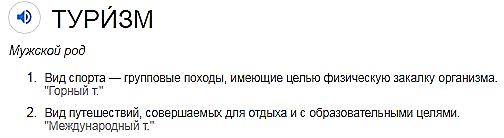 ТУРИ́ЗМ
Мужской род
1. Вид спорта — групповые походы, имеющие целью физическую закалку организма.
"Горный т."
2. Вид путешествий, совершаемых для отдыха и с образовательными целями.
"Международный т."